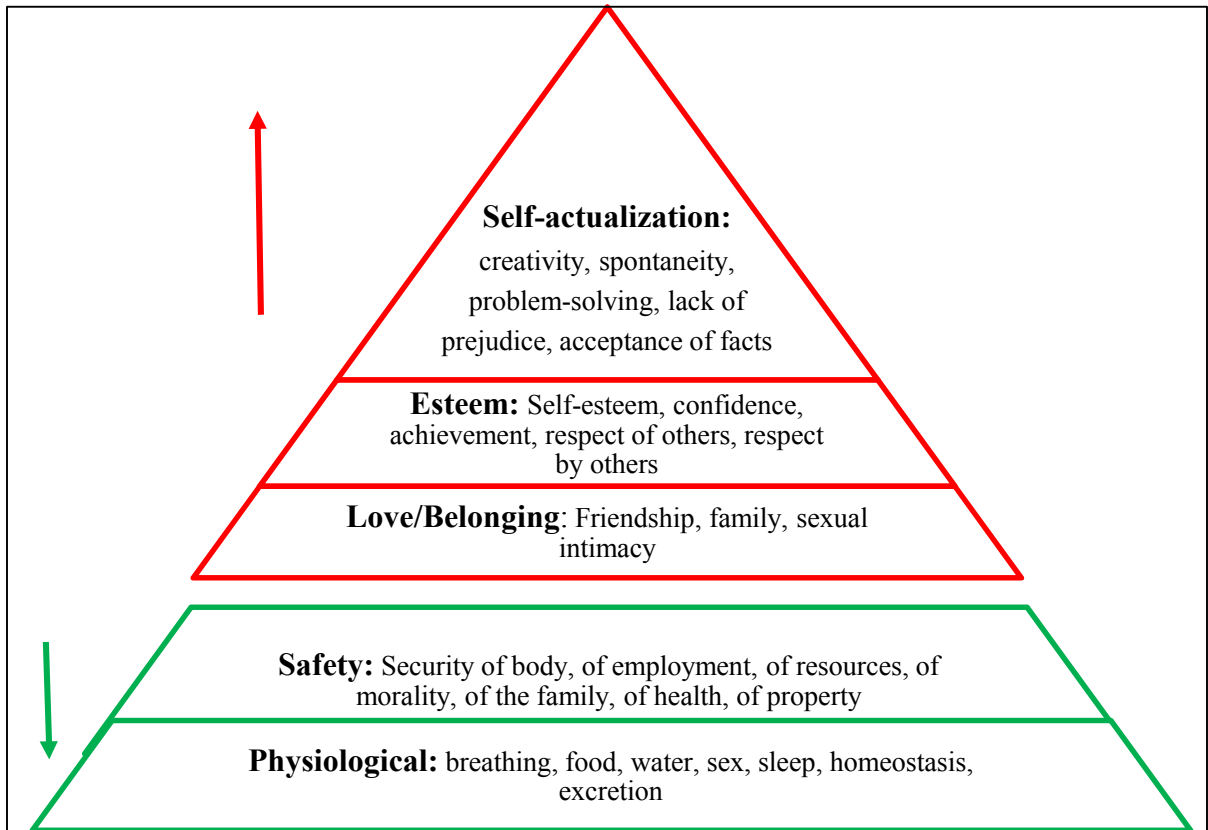 Self-actualization:
creativity, spontaneity,
problem-solving, lack of
prejudice, acceptance of facts
Esteem: Self-esteem, confidence,
achievement, respect of others, respect
by others
Love/Belonging: Friendship, family, sexual
intimacy
Safety: Security of body, of employment, of resources, of
morality, of the family, of health, of property
Physiological: breathing, food, water, sex, sleep, homeostasis,
excretion